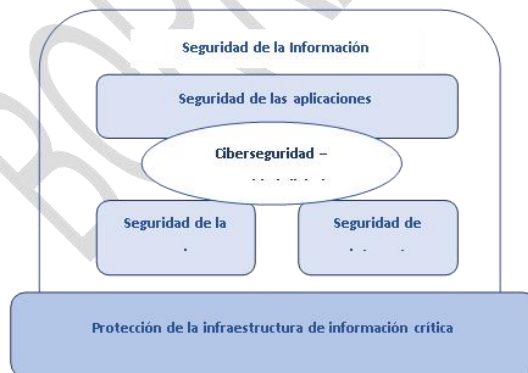 Seguridad de la Información
Seguridad de las aplicaciones
Ciberseguridad –
Seguridad de la
Seguridad de
Protección de la infraestructura de información crítica